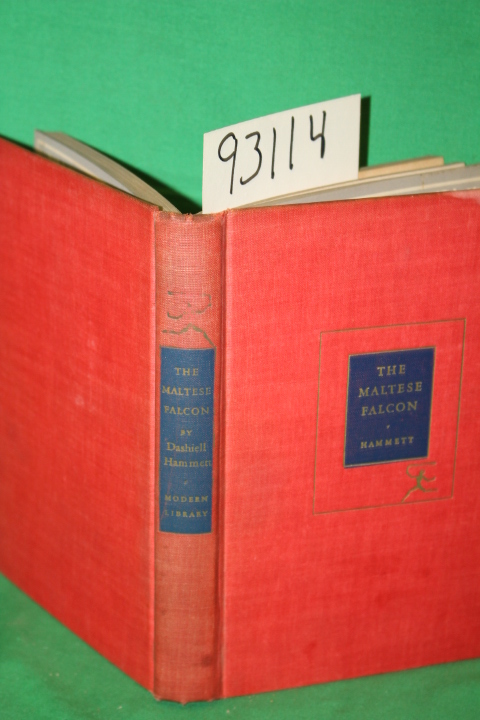 93114
THE
MALTESE
FALCON
BY
Dashiell
Hammett
MODERN
LIBRARY
THE
MALTESE
FALCON
HAMMETT